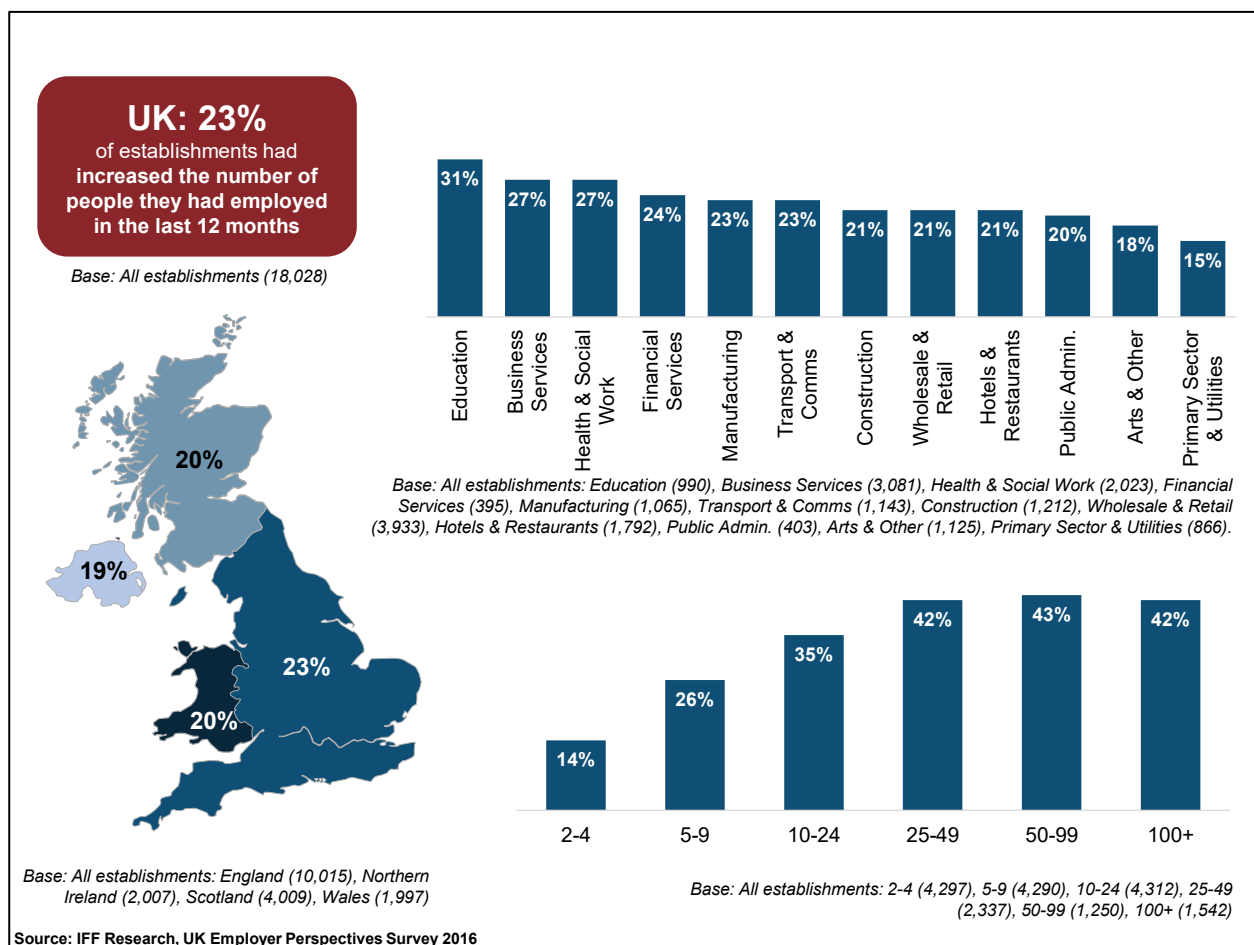 UK: 23%
of establishments had
increased the number of
people they had employed
in the last 12 months
Base: All establishments (18,028)
20%
19%
23%
20%
Base: All establishments: England (10,015), Northern
Ireland (2,007), Scotland (4,009), Wales (1,997)
31%
27%
27%
24%
23%
23%
21%
21%
21%
20%
18%
15%
Education
Business
Services
Health & Social
Work
Financial
Services
Manufacturing
Transport &
Comms
Construction
Wholesale &
Retail
Hotels &
Restaurants
Public Admin.
Arts & Other
Primary Sector
& Utilities
Base: All establishments: Education (990), Business Services (3,081), Health & Social Work (2,023), Financial
Services (395), Manufacturing (1,065), Transport & Comms (1,143), Construction (1,212), Wholesale & Retail
(3,933), Hotels & Restaurants (1,792), Public Admin. (403), Arts & Other (1,125), Primary Sector & Utilities (866).
14%
26%
35%
42%
43%
42%
2-4
5-9
10-24
25-49
50-99
100+
Base: All establishments: 2-4 (4,297), 5-9 (4,290), 10-24 (4,312), 25-49
(2,337), 50-99 (1,250), 100+ (1,542)
Source: IFF Research, UK Employer Perspectives Survey 2016